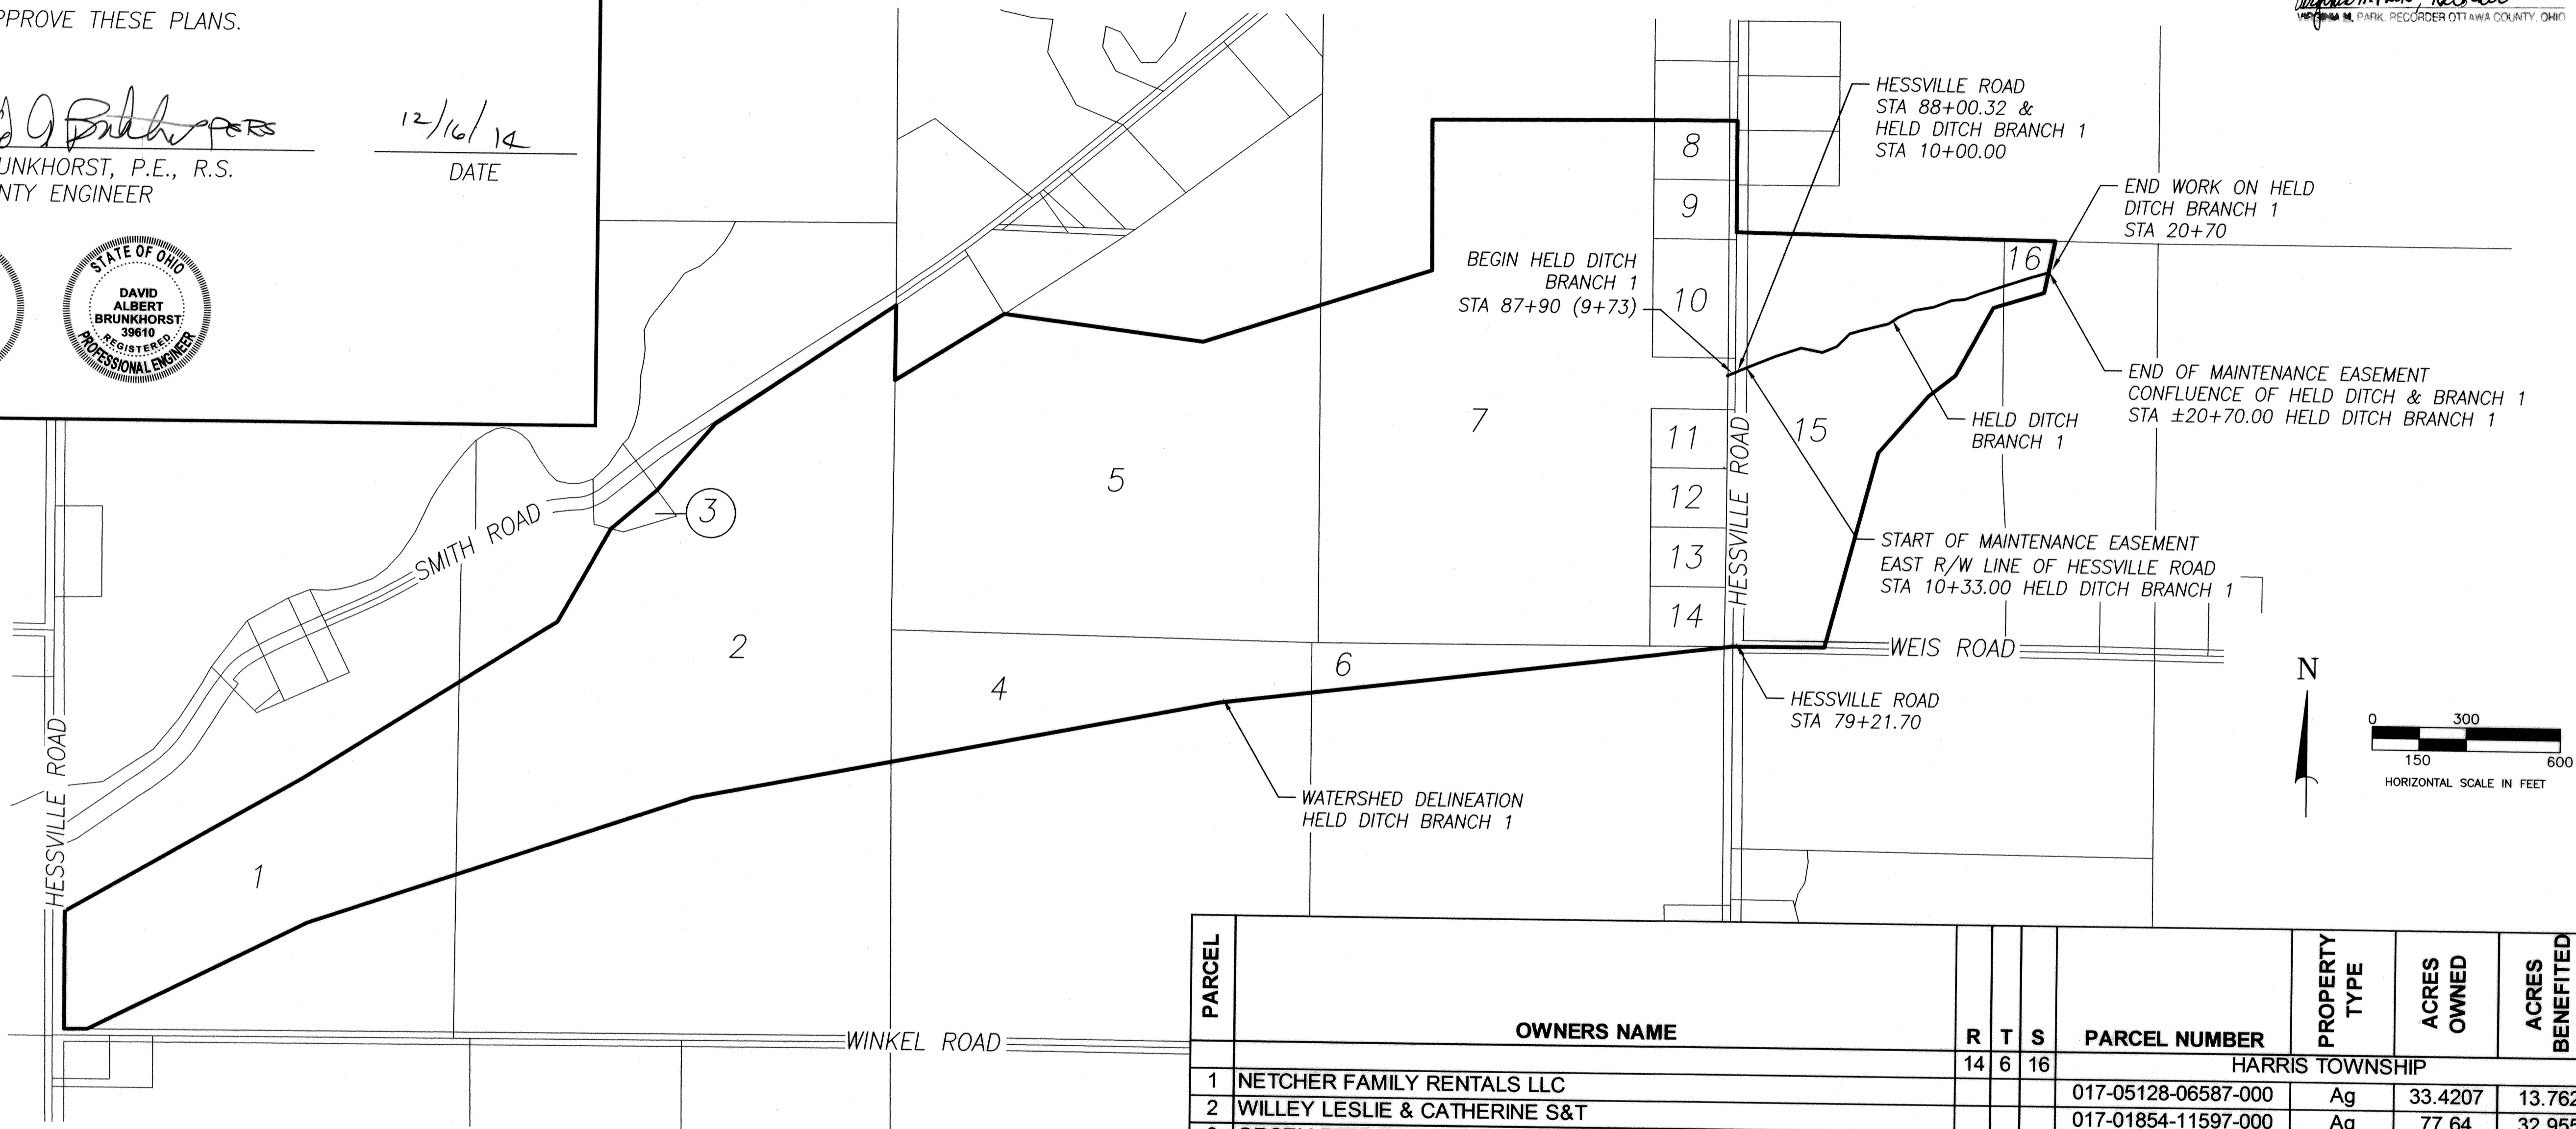 PPROVE THESE PLANS.
12/16/14
UNKHORST, P.E., R.S.
NTY ENGINEER
DATE
STATE OF OHIO
DAVID
ALBERT
BRUNKHORST
39610
REGISTERED
PROFESSIONAL ENGINEER
PARK, RECORDER OTTAWA COUNTY, OHIO
HESSVILLE ROAD
STA 88+00.32 &
HELD DITCH BRANCH 1
STA 10+00.00
END WORK ON HELD
DITCH BRANCH 1
STA 20+70
BEGIN HELD DITCH
BRANCH 1
STA 87+90 (9+73)
END OF MAINTENANCE EASEMENT
CONFLUENCE OF HELD DITCH & BRANCH 1
STA ±20+70.00 HELD DITCH BRANCH 1
HELD DITCH
BRANCH 1
START OF MAINTENANCE EASEMENT
EAST R/W LINE OF HESSVILLE ROAD
STA 10+33.00 HELD DITCH BRANCH 1
8
9
10
16
7
11
12
13
14
15
5
3
2
6
4
1
SMITH ROAD
HESSVILLE ROAD
HESSVILLE ROAD
WEIS ROAD
HESSVILLE ROAD
STA 79+21.70
WATERSHED DELINEATION
HELD DITCH BRANCH 1
WINKEL ROAD
N
0 300
150 600
HORIZONTAL SCALE IN FEET
PARCEL OWNERS NAME R T S PARCEL NUMBER PROPERTY TYPE ACRES OWNED ACRES BENEFITED
14 6 16 HARRIS TOWNSHIP
1 NETCHER FAMILY RENTALS LLC 017-05128-06587-000 Ag 33.4207 13.762
2 WILLEY LESLIE & CATHERINE S&T 017-01854-11597-000 Ag 77.64 32.955